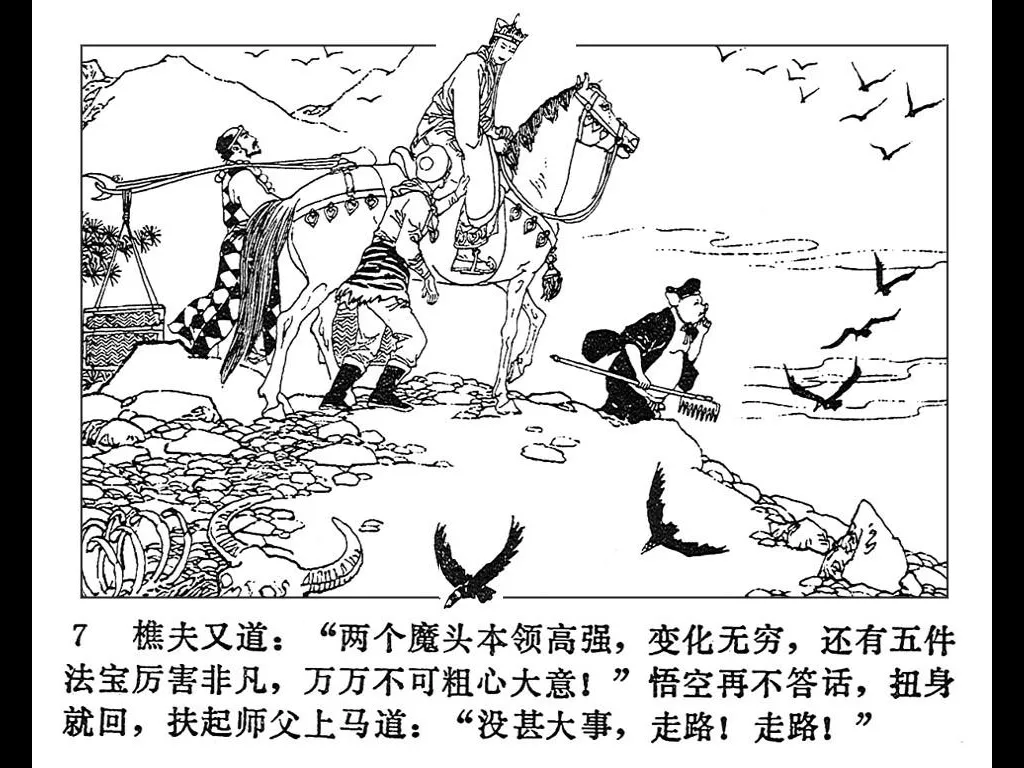 7 樵夫又道：“两个魔头本领高强，变化无穷，还有五件
法宝厉害非凡，万万不可粗心大意！”悟空再不答话，扭身
就回，扶起师父上马道：“没甚大事，走路！走路！”